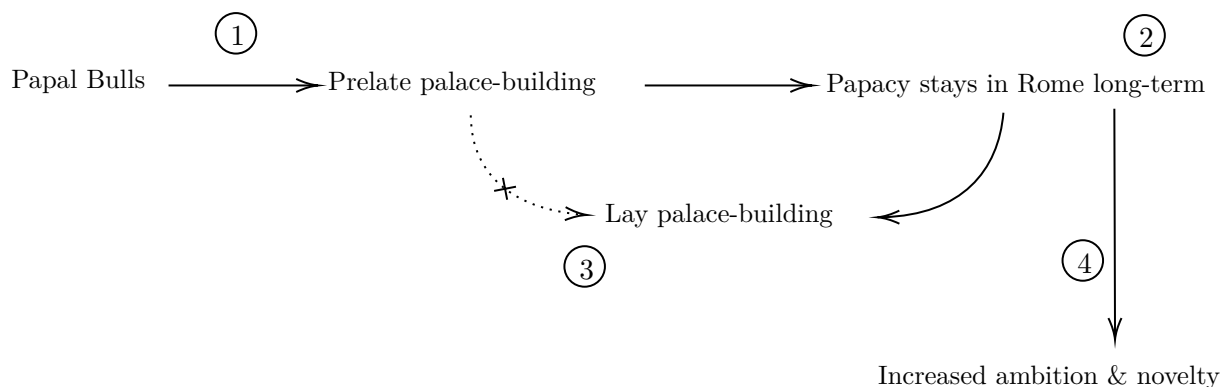 1
2
Papal Bulls
Prelate palace-building
Papacy stays in Rome long-term
Lay palace-building
3
4
Increased ambition & novelty